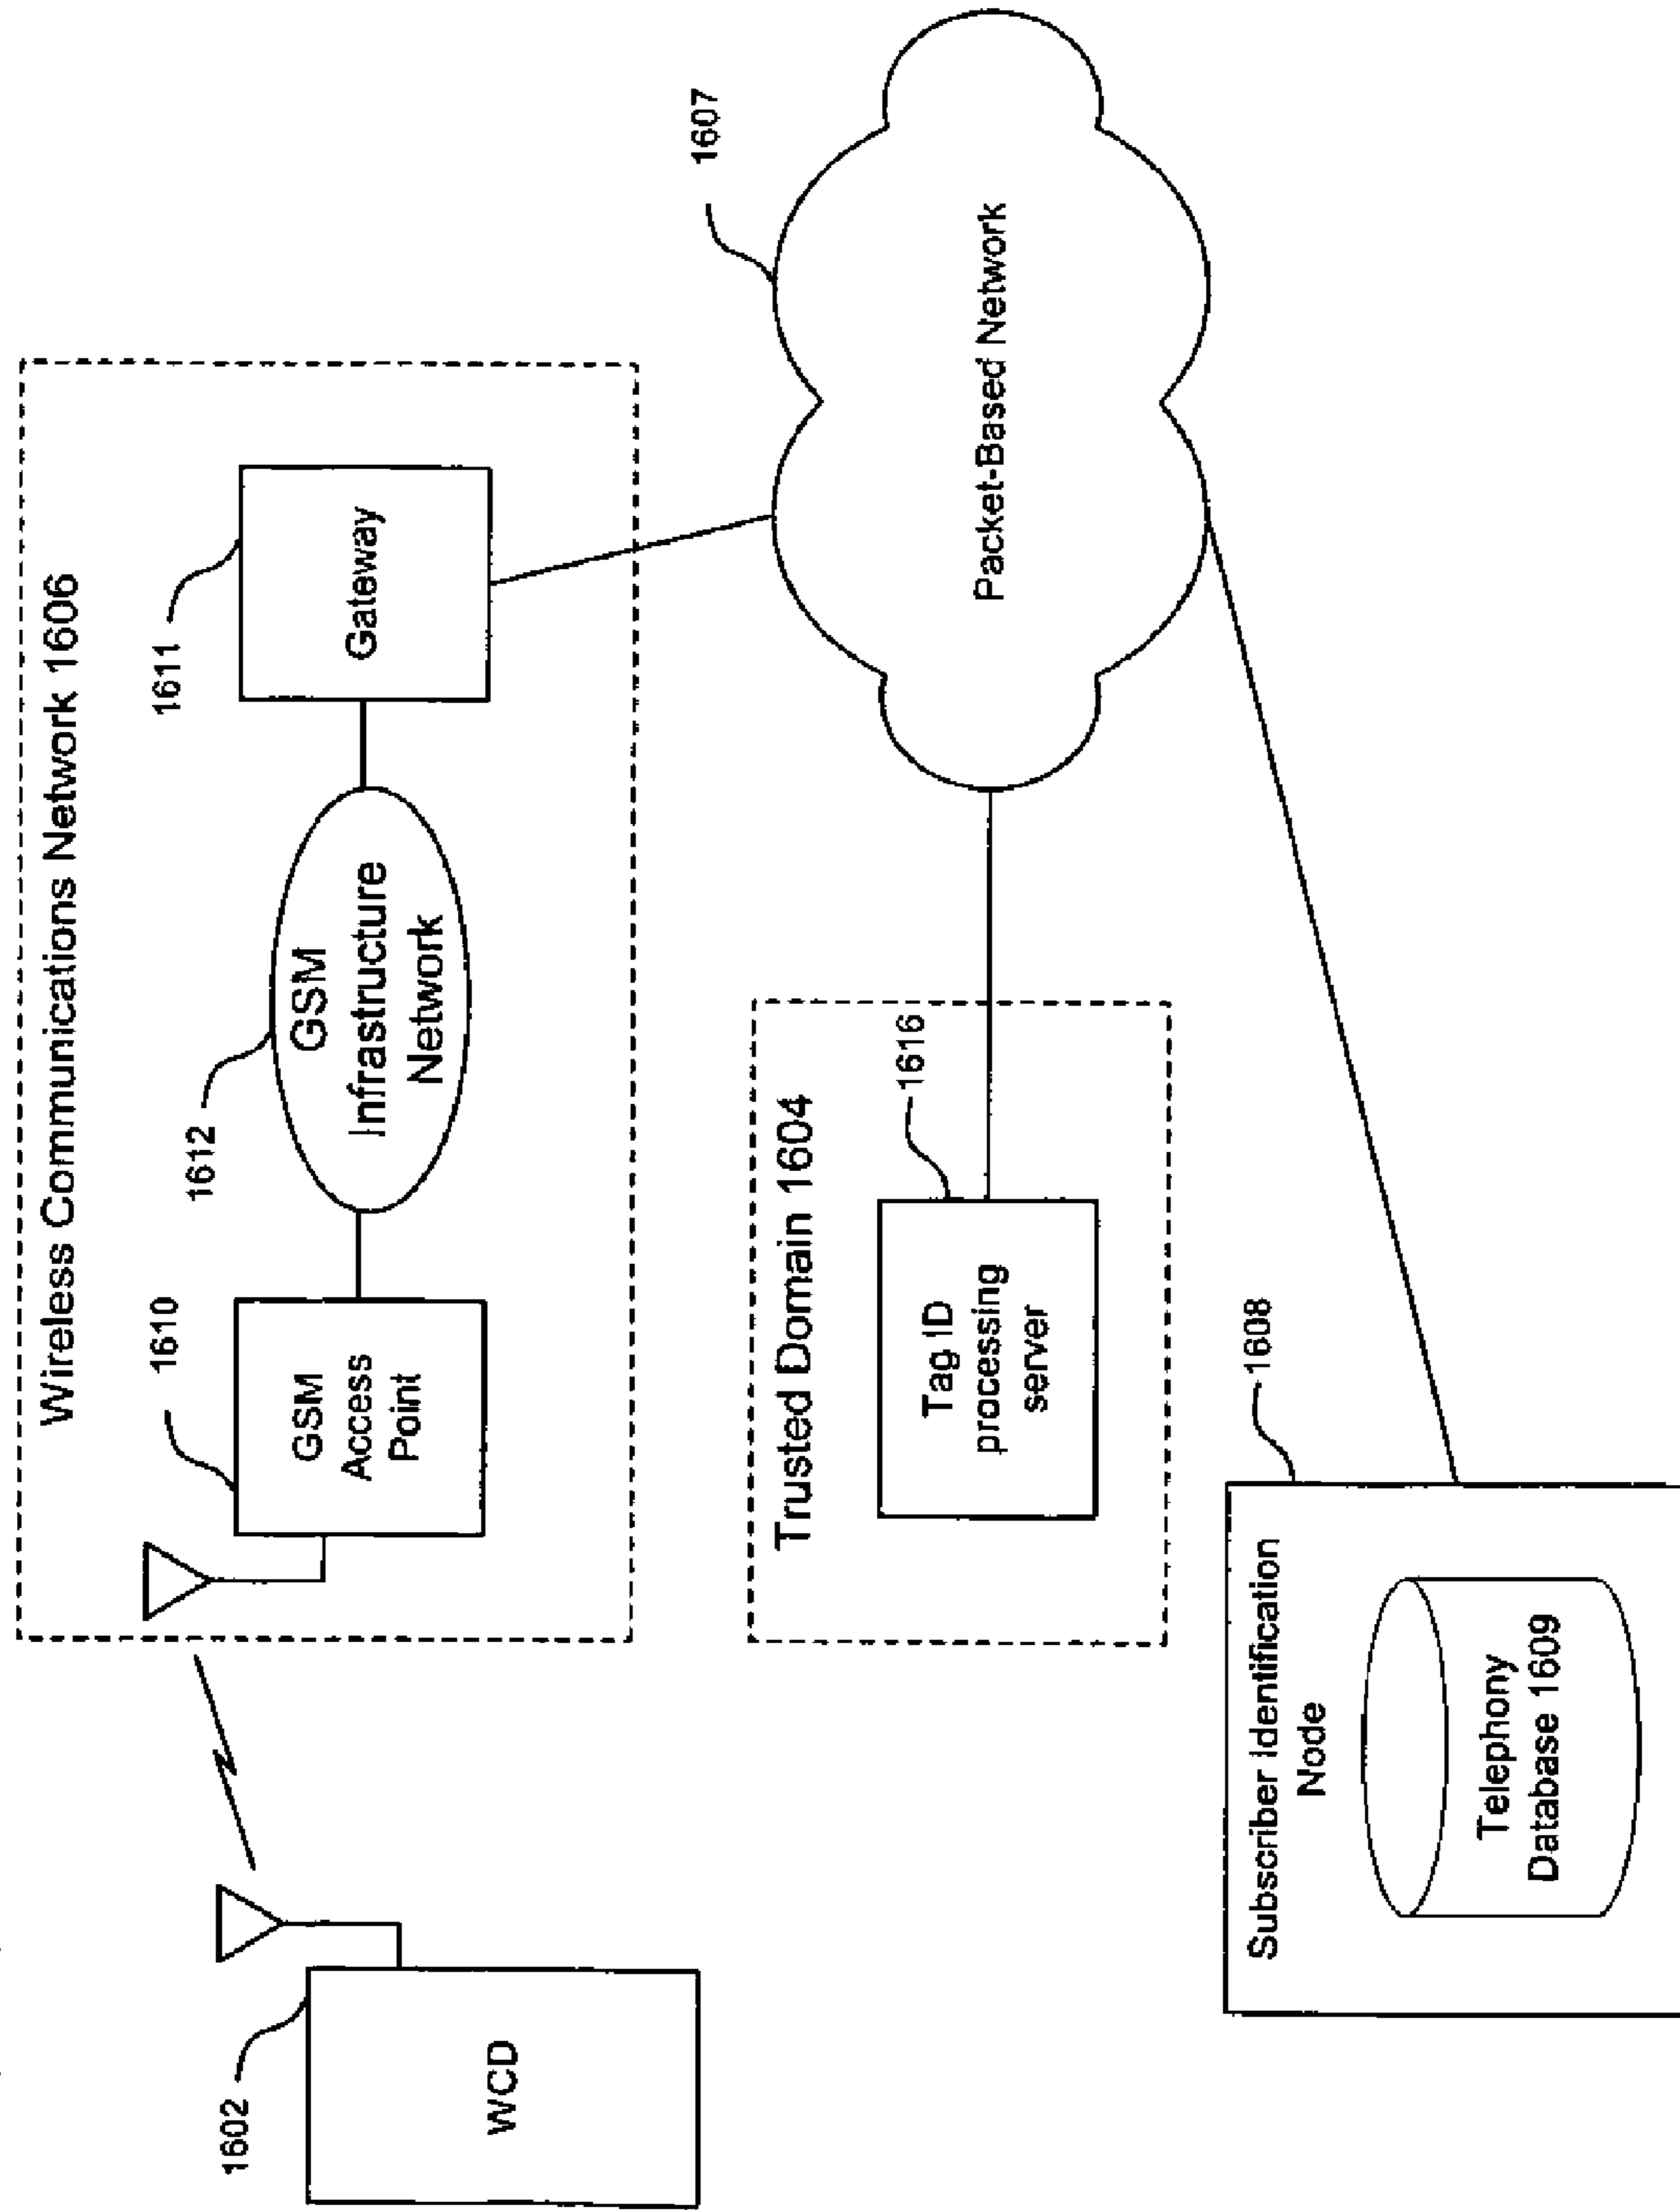 Wireless Communications Network 1606
1602
WCD
1610
GSM
Access
Point
1612
GSM
Infrastructure
Network
1611
Gateway
1607
Packet-Based Network
Trusted Domain 1604
1616
Tag ID
processing
server
1608
Subscriber Identification
Node
Telephony
Database 1609